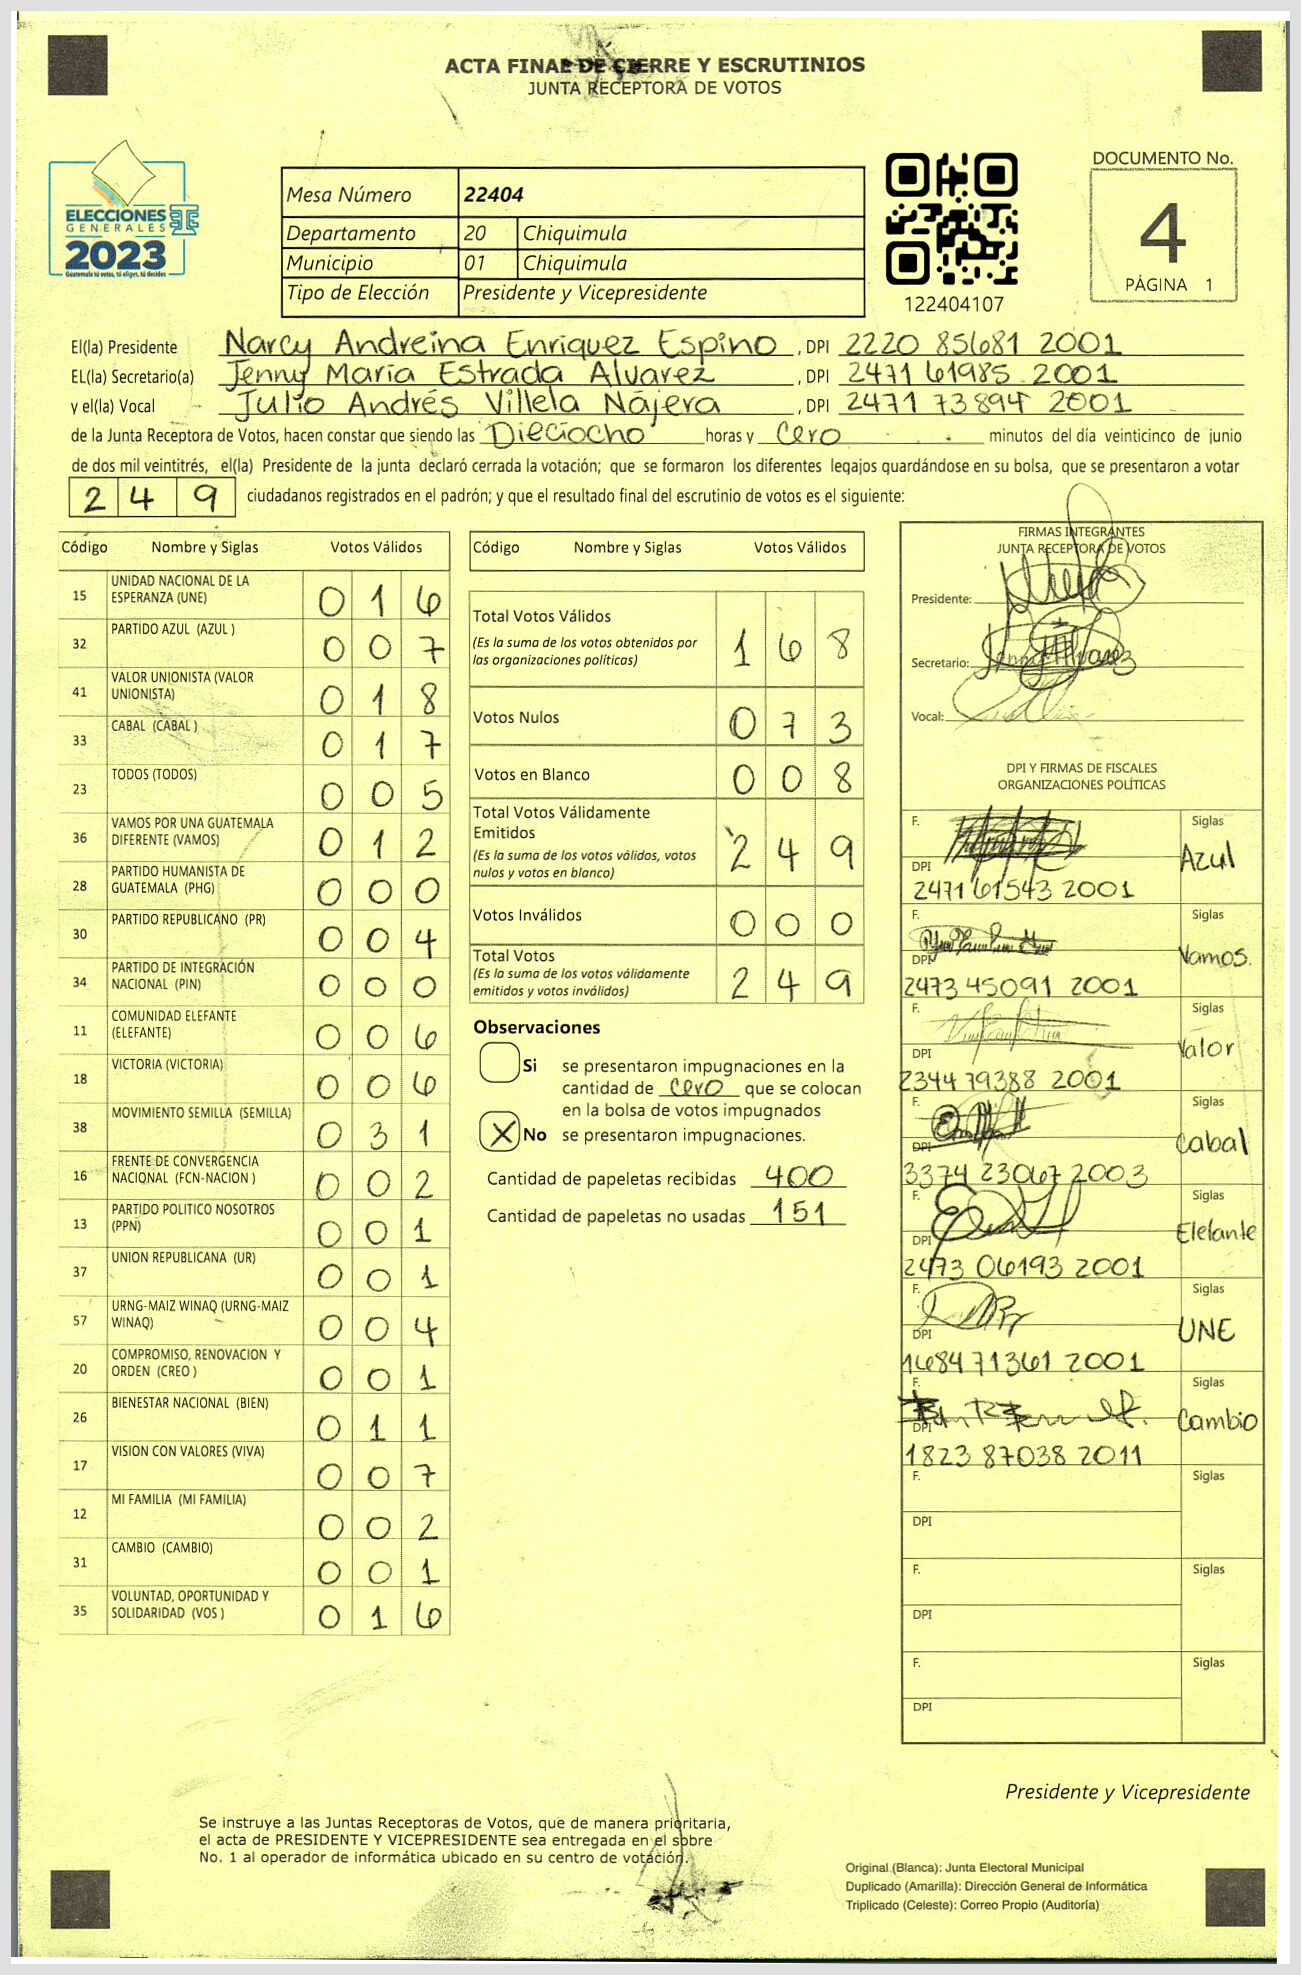 ACTA FINAL DE CIERRE Y ESCRUTINIOS
JUNTA RECEPTORA DE VOTOS
ELECCIONES
GENERALES
2023
Guatemala tú votas, tú eliges, tú decides
Mesa Número 22404
Departamento 20 Chiquimula
Municipio 01 Chiquimula
Tipo de Elección Presidente y Vicepresidente
122404107
DOCUMENTO No.
4
PÁGINA 1
El(la) Presidente Narcy Andreina Enriquez Espino , DPI 2220 85681 2001
EL(la) Secretario(a) Jenny Maria Estrada Alvarez , DPI 2471 61985 2001
y el(la) Vocal Julio Andrés Villela Nájera , DPI 2471 73894 2001
de la Junta Receptora de Votos, hacen constar que siendo las Dieciocho horas y Cero minutos del día veinticinco de junio
de dos mil veintitrés, el(la) Presidente de la junta declaró cerrada la votación; que se formaron los diferentes legajos guardándose en su bolsa, que se presentaron a votar
249 ciudadanos registrados en el padrón; y que el resultado final del escrutinio de votos es el siguiente:
Código Nombre y Siglas Votos Válidos
15 UNIDAD NACIONAL DE LA ESPERANZA (UNE) 0 1 6
32 PARTIDO AZUL (AZUL ) 0 0 7
41 VALOR UNIONISTA (VALOR UNIONISTA) 0 1 8
33 CABAL (CABAL ) 0 1 7
23 TODOS (TODOS) 0 0 5
36 VAMOS POR UNA GUATEMALA DIFERENTE (VAMOS) 0 1 2
28 PARTIDO HUMANISTA DE GUATEMALA (PHG) 0 0 0
30 PARTIDO REPUBLICANO (PR) 0 0 4
34 PARTIDO DE INTEGRACIÓN NACIONAL (PIN) 0 0 0
11 COMUNIDAD ELEFANTE (ELEFANTE) 0 0 6
18 VICTORIA (VICTORIA) 0 0 6
38 MOVIMIENTO SEMILLA (SEMILLA) 0 3 1
16 FRENTE DE CONVERGENCIA NACIONAL (FCN-NACION ) 0 0 2
13 PARTIDO POLITICO NOSOTROS (PPN) 0 0 1
37 UNION REPUBLICANA (UR) 0 0 1
57 URNG-MAIZ WINAQ (URNG-MAIZ WINAQ) 0 0 4
20 COMPROMISO, RENOVACION Y ORDEN (CREO ) 0 0 1
26 BIENESTAR NACIONAL (BIEN) 0 1 1
17 VISION CON VALORES (VIVA) 0 0 7
12 MI FAMILIA (MI FAMILIA) 0 0 2
31 CAMBIO (CAMBIO) 0 0 1
35 VOLUNTAD, OPORTUNIDAD Y SOLIDARIDAD (VOS ) 0 1 6
Código Nombre y Siglas Votos Válidos
Total Votos Válidos
(Es la suma de los votos obtenidos por las organizaciones políticas) 1 6 8
Votos Nulos 0 7 3
Votos en Blanco 0 0 8
Total Votos Válidamente Emitidos
(Es la suma de los votos válidos, votos nulos y votos en blanco) 2 4 9
Votos Inválidos 0 0 0
Total Votos
(Es la suma de los votos válidamente emitidos y votos inválidos) 2 4 9
Observaciones
Si se presentaron impugnaciones en la
cantidad de cero que se colocan
en la bolsa de votos impugnados
X No se presentaron impugnaciones.
Cantidad de papeletas recibidas 400
Cantidad de papeletas no usadas 151
FIRMAS INTEGRANTES
JUNTA RECEPTORA DE VOTOS
Presidente:
Secretario:
Vocal:
DPI Y FIRMAS DE FISCALES
ORGANIZACIONES POLÍTICAS
F. Siglas
DPI Azul
2471 61543 2001
F. Siglas
DPI Vamos.
2473 45091 2001
F. Siglas
DPI Valor
2344 79388 2001
F. Siglas
DPI Cabal
3374 23067 2003
F. Siglas
DPI Elefante
2473 06193 2001
F. Siglas
DPI UNE
1684 71361 2001
F. Siglas
DPI Cambio
1823 87038 2011
F. Siglas
DPI
F. Siglas
DPI
F. Siglas
DPI
Presidente y Vicepresidente
Se instruye a las Juntas Receptoras de Votos, que de manera prioritaria,
el acta de PRESIDENTE Y VICEPRESIDENTE sea entregada en el sobre
No. 1 al operador de informática ubicado en su centro de votación.
Original (Blanca): Junta Electoral Municipal
Duplicado (Amarilla): Dirección General de Informática
Triplicado (Celeste): Correo Propio (Auditoría)